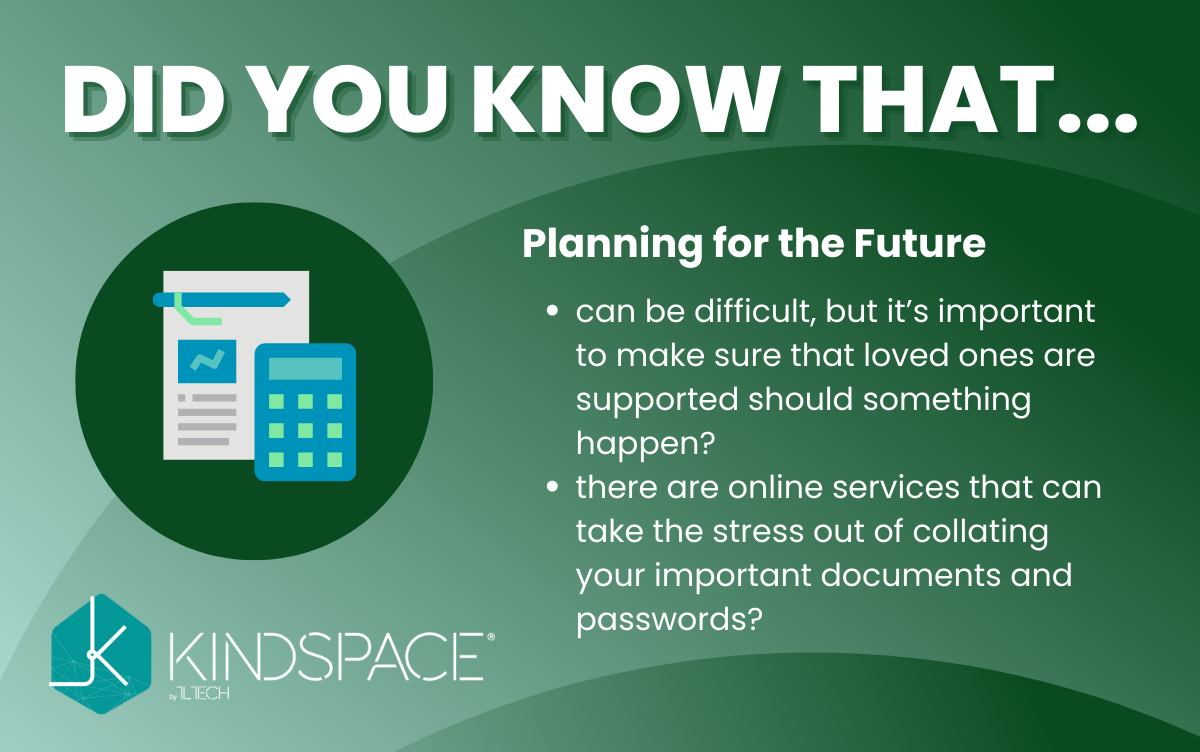 DID YOU KNOW THAT...
Planning for the Future
• can be difficult, but it’s important
to make sure that loved ones are
supported should something
happen?
• there are online services that can
take the stress out of collating
your important documents and
passwords?
KINDSPACE®
by 1LTECH